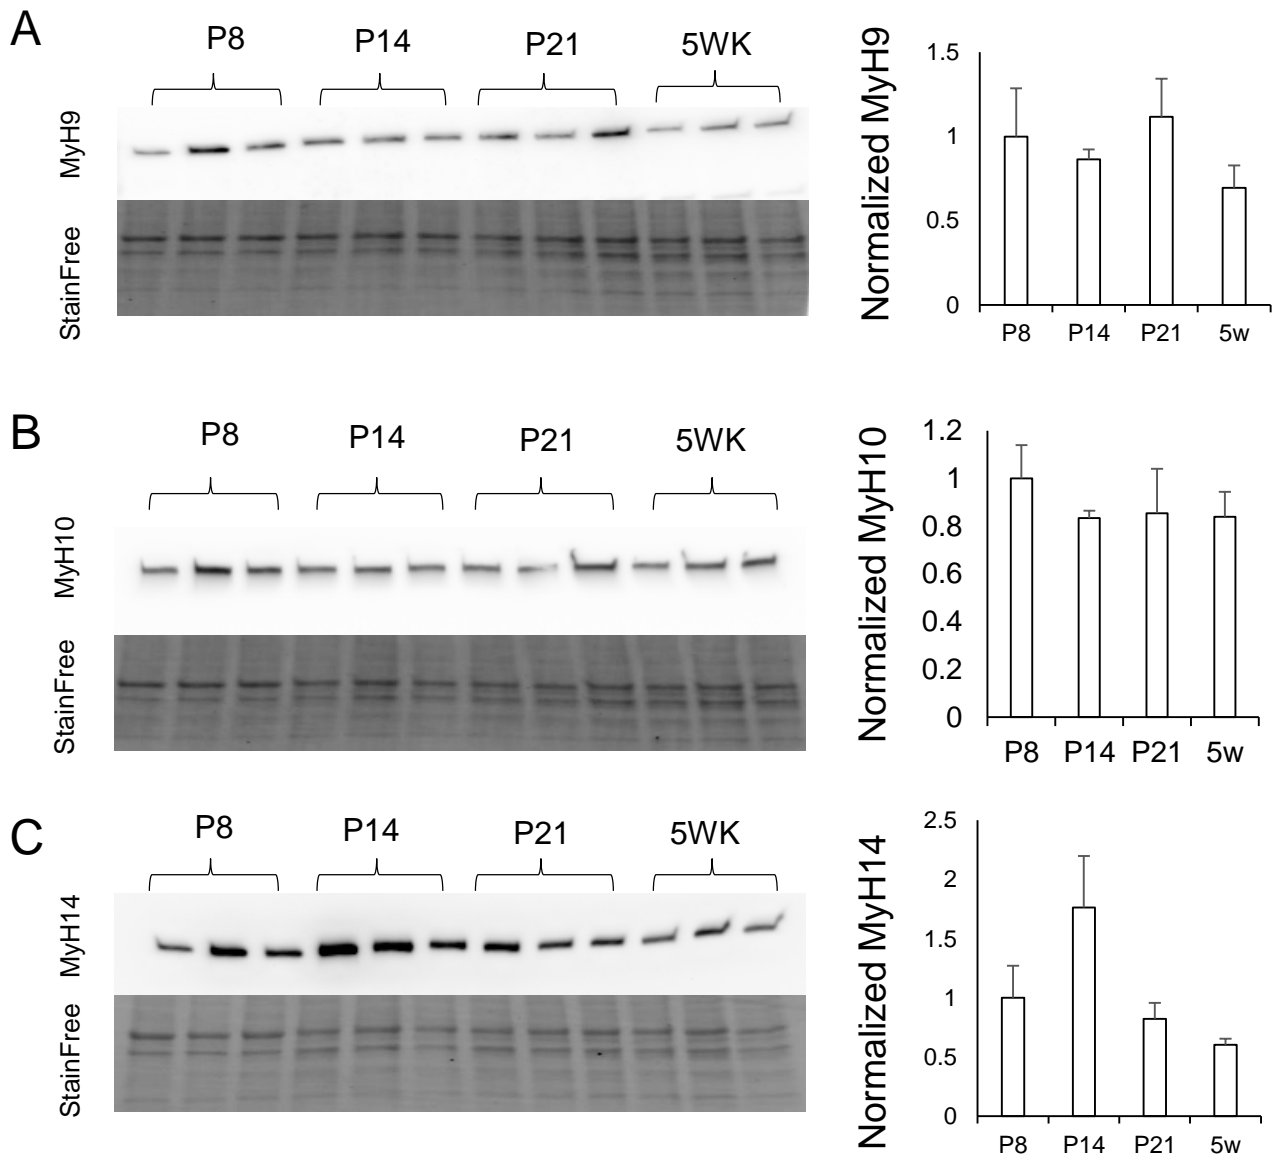 A
P8 P14 P21 5WK
MyH9
StainFree
Normalized MyH9
1.5
1
0.5
0
P8 P14 P21 5w
B
P8 P14 P21 5WK
MyH10
StainFree
Normalized MyH10
1.2
1
0.8
0.6
0.4
0.2
0
P8 P14 P21 5w
C
P8 P14 P21 5WK
MyH14
StainFree
Normalized MyH14
2.5
2
1.5
1
0.5
0
P8 P14 P21 5w